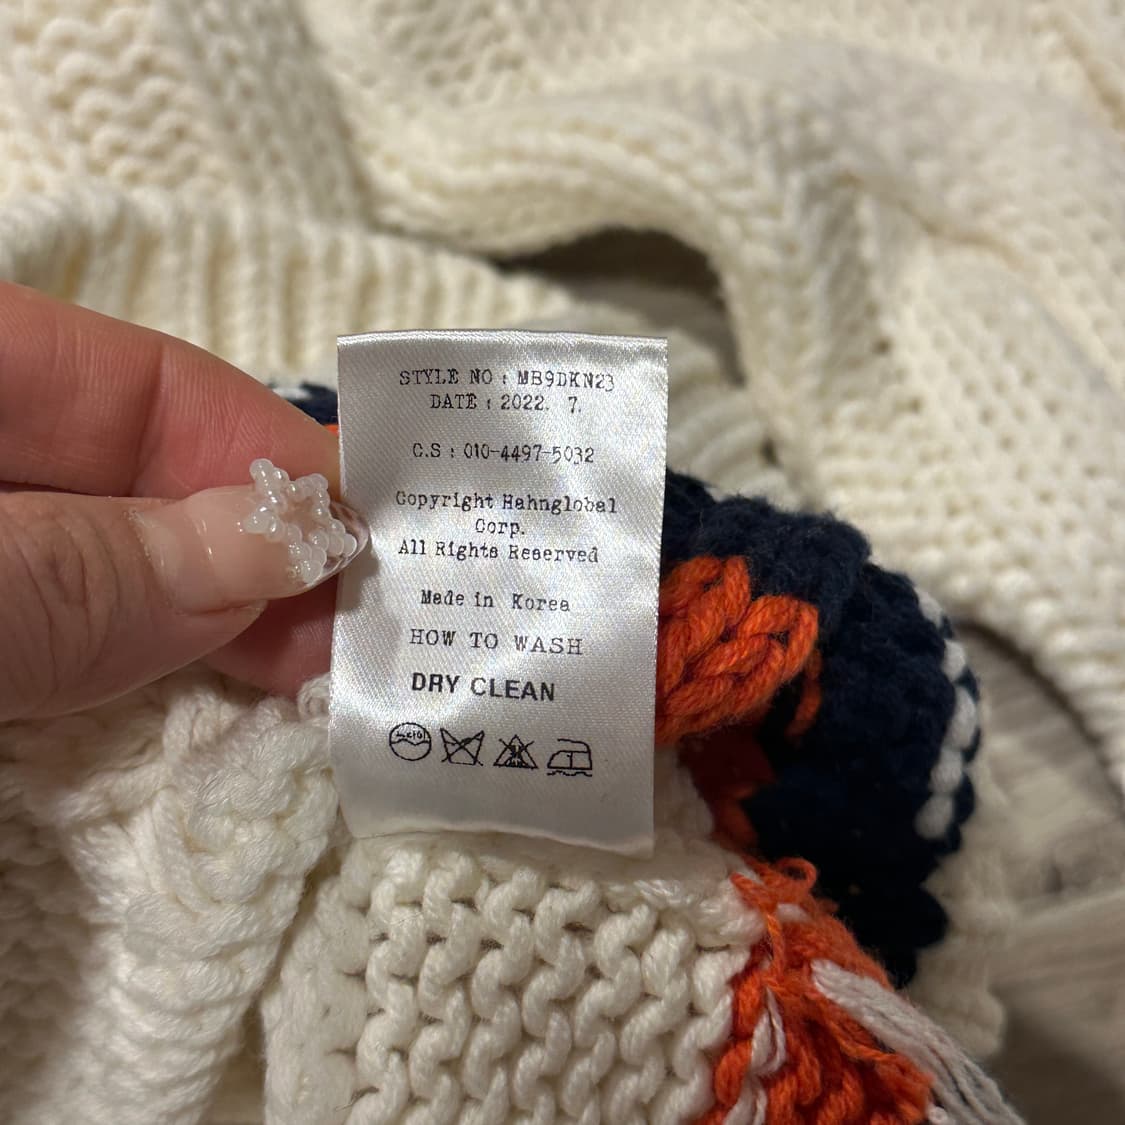 STYLE NO : MB9DKN23
DATE : 2022. 7.
C.S : 010-4497-5032
Copyright Hahnglobal
Corp.
All Rights Reserved
Made in Korea
HOW TO WASH
DRY CLEAN